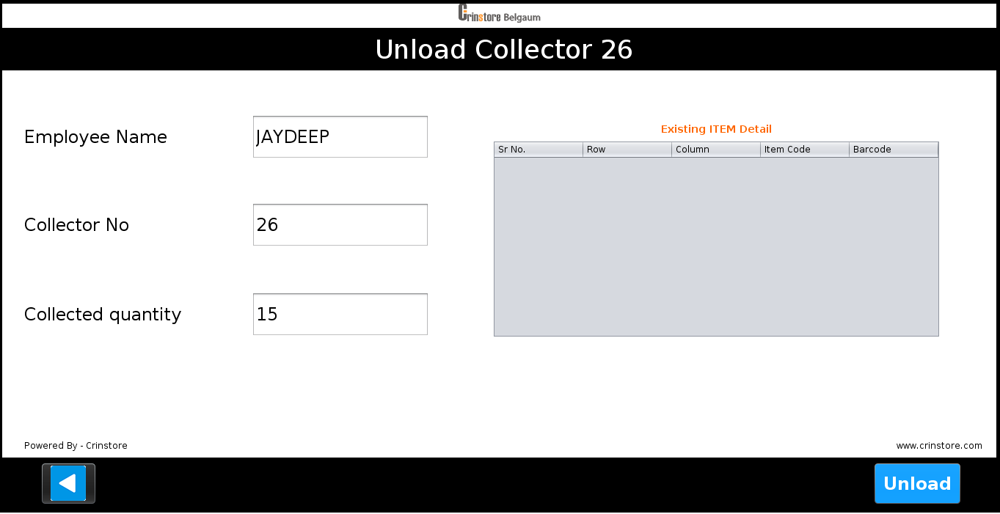 Crinstore Belgaum
Unload Collector 26
Employee Name
JAYDEEP
Collector No
26
Collected quantity
15
Existing ITEM Detail
Sr No. Row Column Item Code Barcode
Powered By - Crinstore
www.crinstore.com
Unload